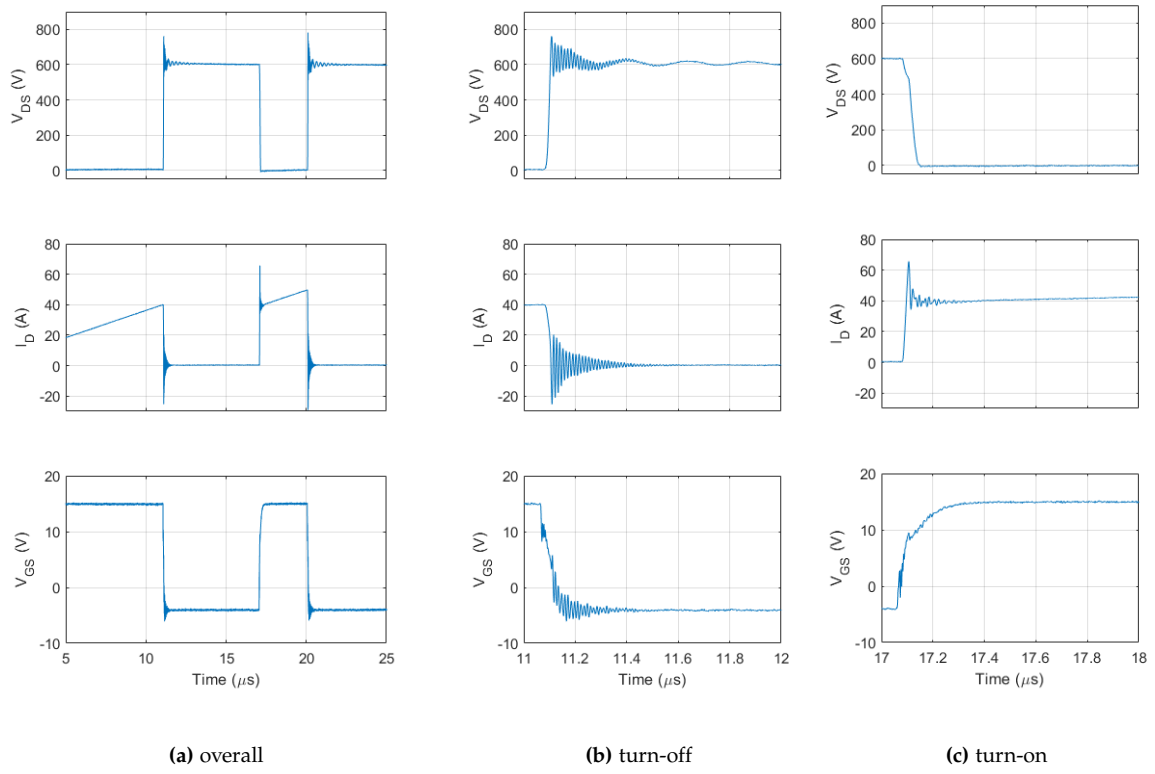 800
600
400
200
0
V_DS (V)
800
600
400
200
0
V_DS (V)
800
600
400
200
0
V_DS (V)
80
60
40
20
0
-20
I_D (A)
80
60
40
20
0
-20
I_D (A)
80
60
40
20
0
-20
I_D (A)
20
10
0
-10
V_GS (V)
5 10 15 20 25
Time (μs)
20
10
0
-10
V_GS (V)
11 11.2 11.4 11.6 11.8 12
Time (μs)
20
10
0
-10
V_GS (V)
17 17.2 17.4 17.6 17.8 18
Time (μs)
(a) overall
(b) turn-off
(c) turn-on